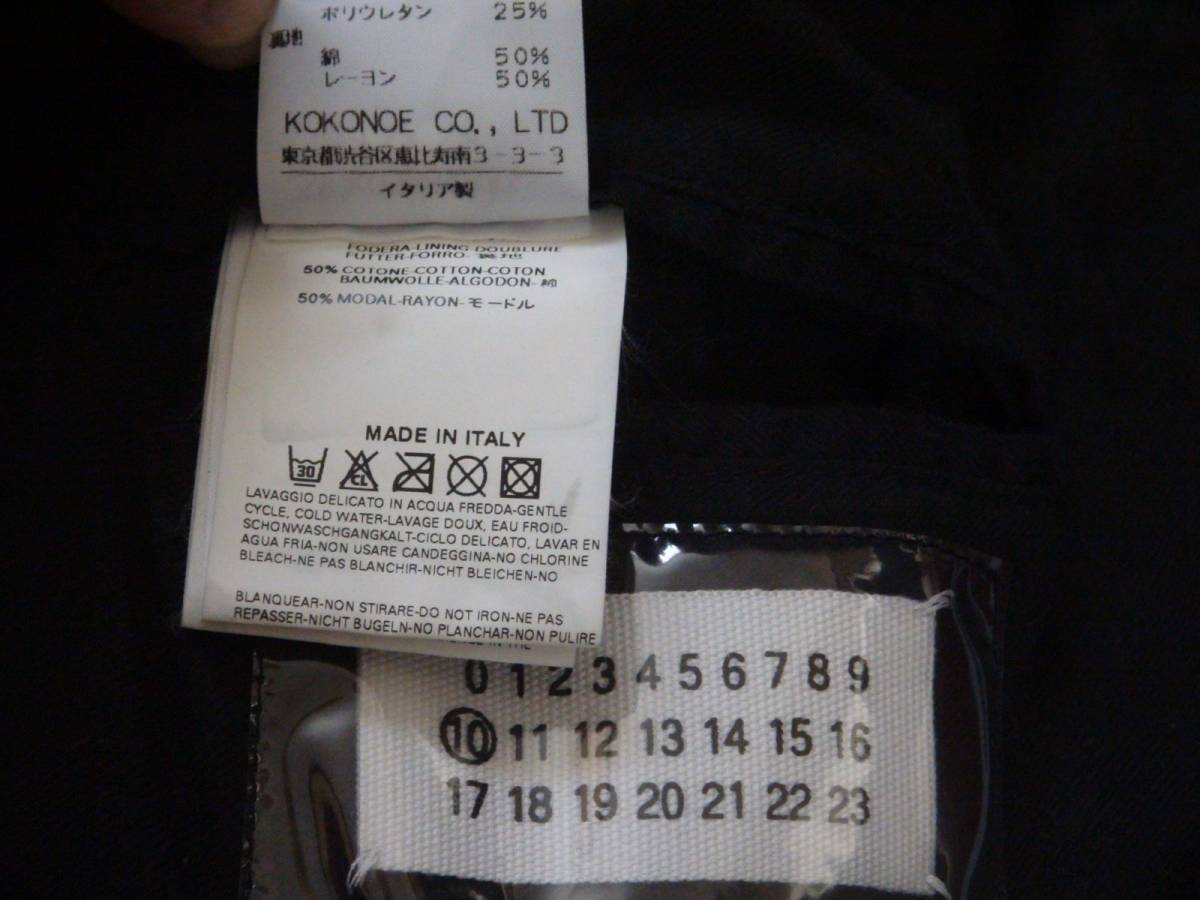 ポリウレタン 25%
裏地
綿 50%
レーヨン 50%
KOKONOE CO., LTD
東京都渋谷区恵比寿南3-3-3
イタリア製
FODERA-LINING-DOUBLURE
FUTTER-FORRO- 裏地
50% COTONE-COTTON-COTON
BAUMWOLLE-ALGODON- 綿
50% MODAL-RAYON-モードル
MADE IN ITALY
30 CL
LAVAGGIO DELICATO IN ACQUA FREDDA-GENTLE
CYCLE, COLD WATER-LAVAGE DOUX, EAU FROID-
SCHONWASCHGANGKALT-CICLO DELICATO, LAVAR EN
AGUA FRIA-NON USARE CANDEGGINA-NO CHLORINE
BLEACH-NE PAS BLANCHIR-NICHT BLEICHEN-NO
BLANQUEAR-NON STIRARE-DO NOT IRON-NE PAS
REPASSER-NICHT BUGELN-NO PLANCHAR-NON PULIRE
0 1 2 3 4 5 6 7 8 9
10 11 12 13 14 15 16
17 18 19 20 21 22 23